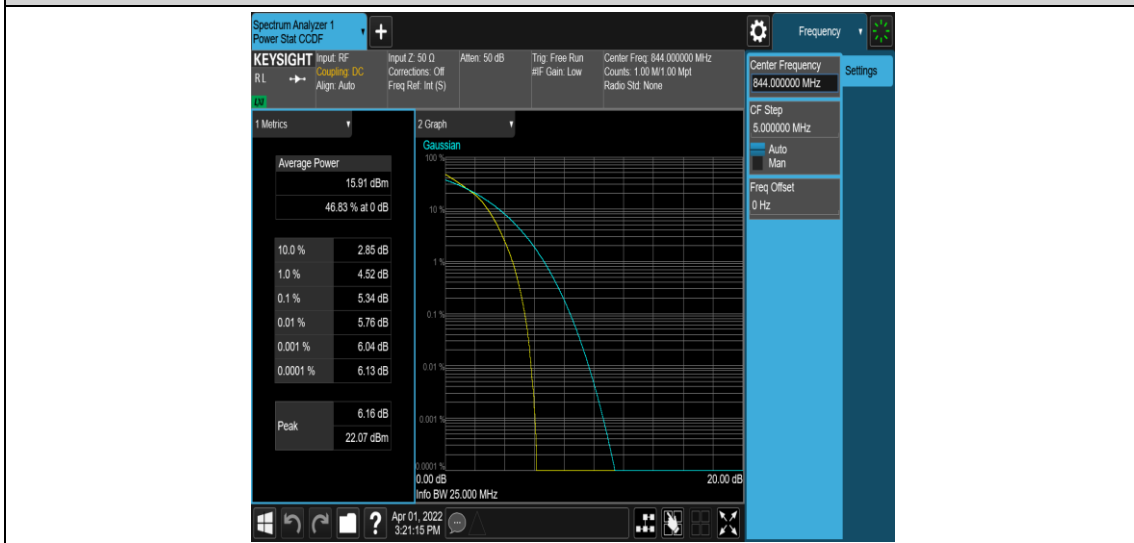 Spectrum Analyzer 1
Power Stat CCDF
+
Frequency
KEYSIGHT
RL
LXI
Input: RF
Coupling: DC
Align: Auto
Input Z: 50 Ω
Corrections: Off
Freq Ref: Int (S)
Atten: 50 dB
Trig: Free Run
#IF Gain: Low
Center Freq: 844.000000 MHz
Counts: 1.00 M/1.00 Mpt
Radio Std: None
Center Frequency
844.000000 MHz
Settings
CF Step
5.000000 MHz
Auto
Man
Freq Offset
0 Hz
1 Metrics
Average Power
15.91 dBm
46.83 % at 0 dB
10.0 % 2.85 dB
1.0 % 4.52 dB
0.1 % 5.34 dB
0.01 % 5.76 dB
0.001 % 6.04 dB
0.0001 % 6.13 dB
Peak
6.16 dB
22.07 dBm
2 Graph
Gaussian
100 %
10 %
1 %
0.1 %
0.01 %
0.001 %
0.0001 %
0.00 dB 20.00 dB
Info BW 25.000 MHz
?
Apr 01, 2022
3:21:15 PM